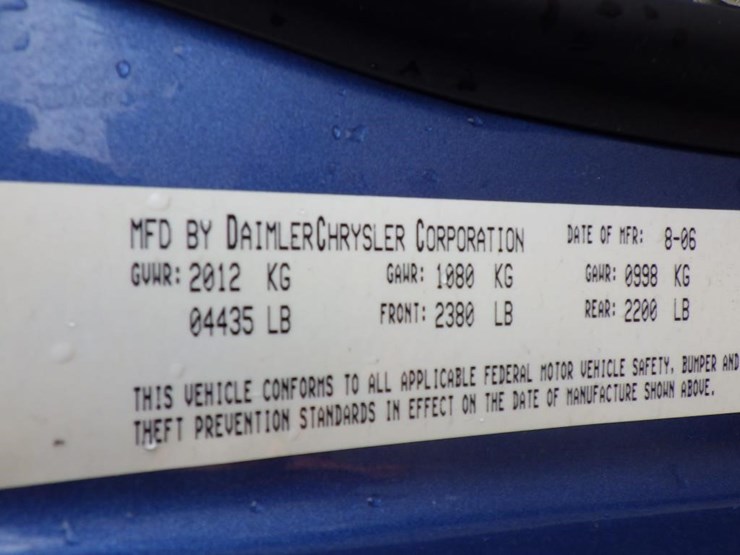 MFD BY DAIMLERCHRYSLER CORPORATION DATE OF MFR: 8-06
GVWR: 2012 KG GAWR: 1080 KG GAWR: 0998 KG
04435 LB FRONT: 2380 LB REAR: 2200 LB
THIS VEHICLE CONFORMS TO ALL APPLICABLE FEDERAL MOTOR VEHICLE SAFETY, BUMPER AND
THEFT PREVENTION STANDARDS IN EFFECT ON THE DATE OF MANUFACTURE SHOWN ABOVE.